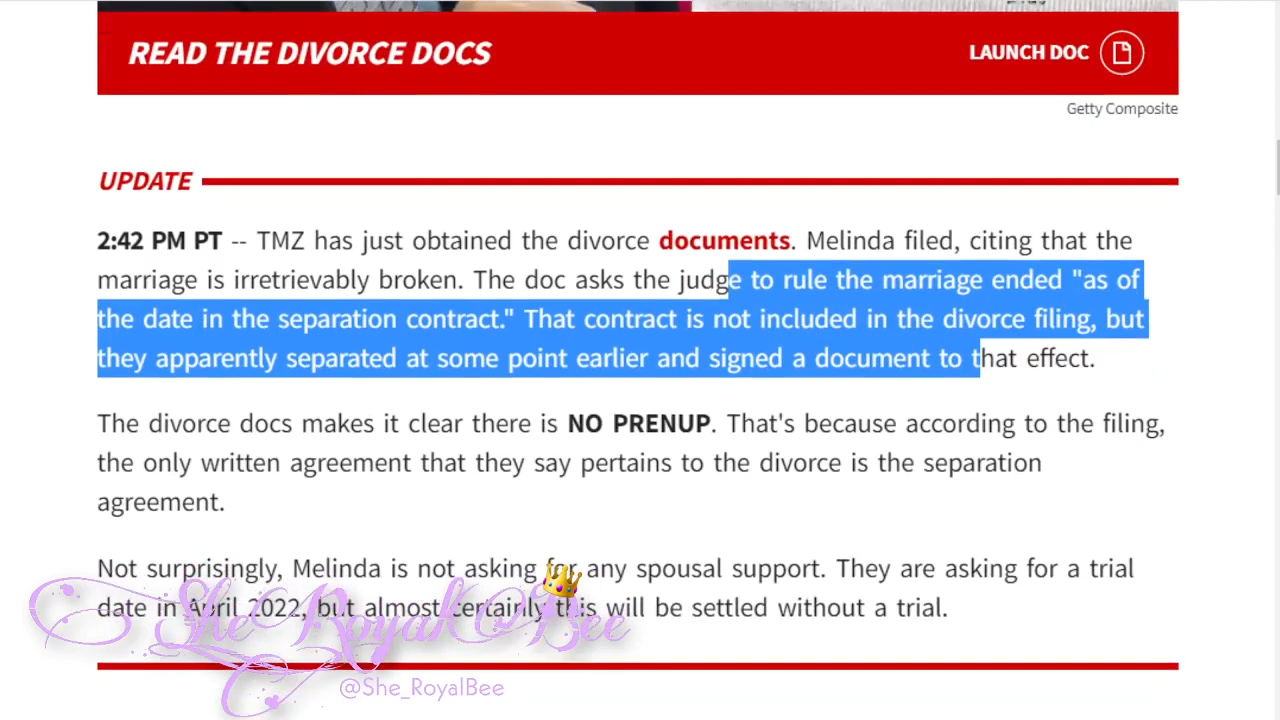 READ THE DIVORCE DOCS
LAUNCH DOC
Getty Composite
UPDATE
2:42 PM PT -- TMZ has just obtained the divorce documents. Melinda filed, citing that the
marriage is irretrievably broken. The doc asks the judge to rule the marriage ended "as of
the date in the separation contract." That contract is not included in the divorce filing, but
they apparently separated at some point earlier and signed a document to that effect.
The divorce docs makes it clear there is NO PRENUP. That's because according to the filing,
the only written agreement that they say pertains to the divorce is the separation
agreement.
Not surprisingly, Melinda is not asking for any spousal support. They are asking for a trial
date in April 2022, but almost certainly this will be settled without a trial.
SheRoyalBee
@She_RoyalBee